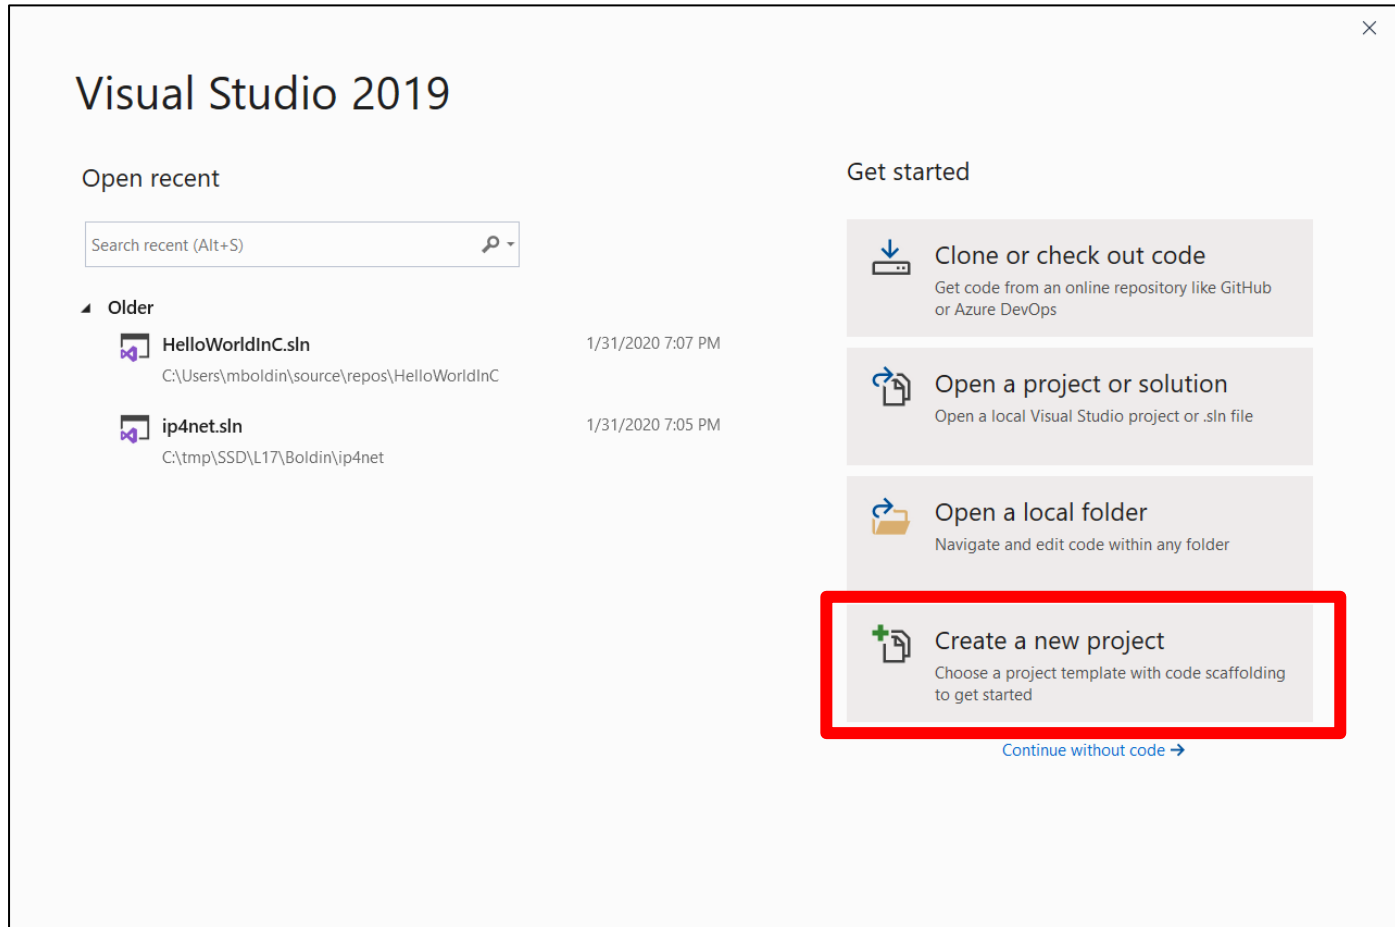 Visual Studio 2019
Open recent
Search recent (Alt+S)
Older
HelloWorldInC.sln
1/31/2020 7:07 PM
C:\Users\mboldin\source\repos\HelloWorldInC
ip4net.sln
1/31/2020 7:05 PM
C:\tmp\SSD\L17\Boldin\ip4net
Get started
Clone or check out code
Get code from an online repository like GitHub
or Azure DevOps
Open a project or solution
Open a local Visual Studio project or .sln file
Open a local folder
Navigate and edit code within any folder
Create a new project
Choose a project template with code scaffolding
to get started
Continue without code →